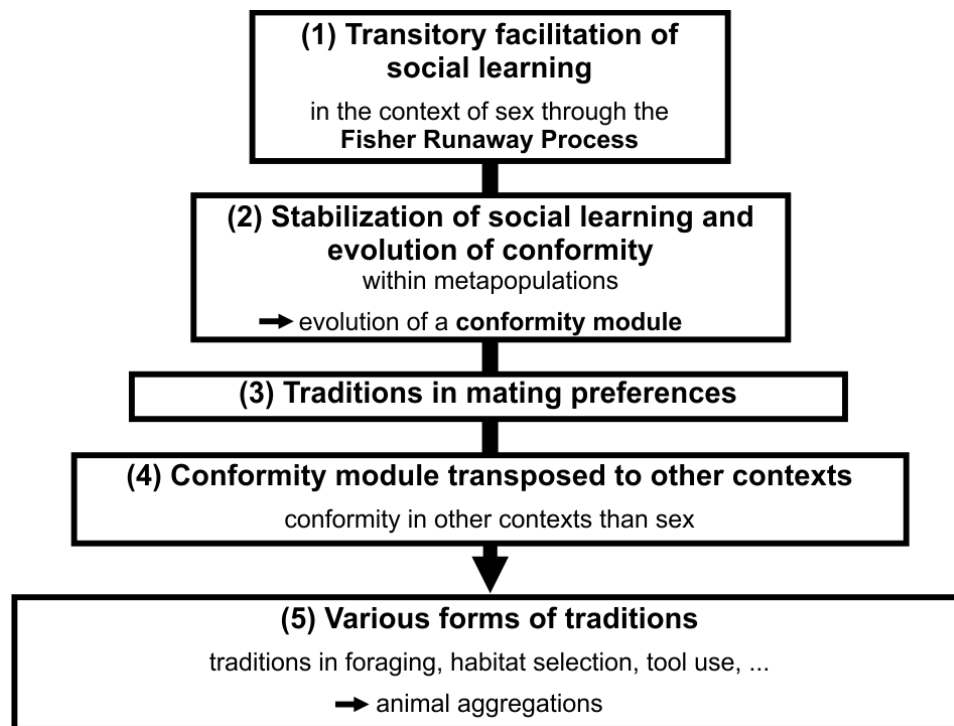 (1) Transitory facilitation of
social learning
in the context of sex through the
Fisher Runaway Process
(2) Stabilization of social learning and
evolution of conformity
within metapopulations
→ evolution of a conformity module
(3) Traditions in mating preferences
(4) Conformity module transposed to other contexts
conformity in other contexts than sex
(5) Various forms of traditions
traditions in foraging, habitat selection, tool use, ...
→ animal aggregations